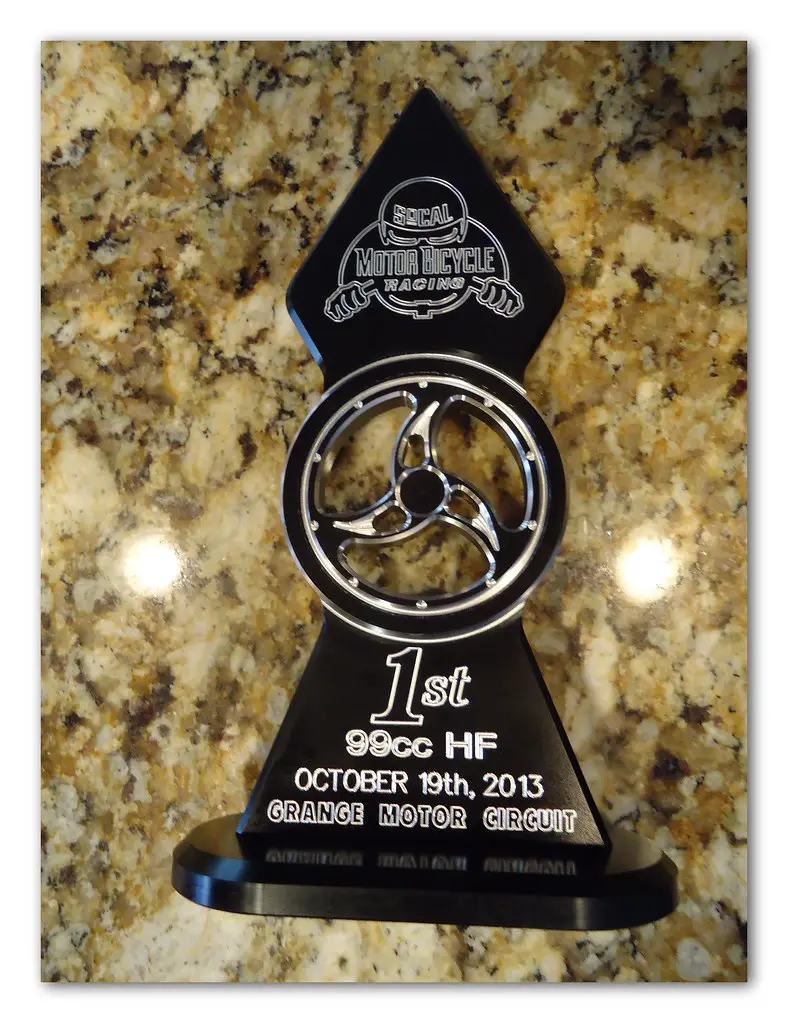 SOCAL
MOTOR BICYCLE
RACING
1st
99cc HF
OCTOBER 19th, 2013
GRANGE MOTOR CIRCUIT